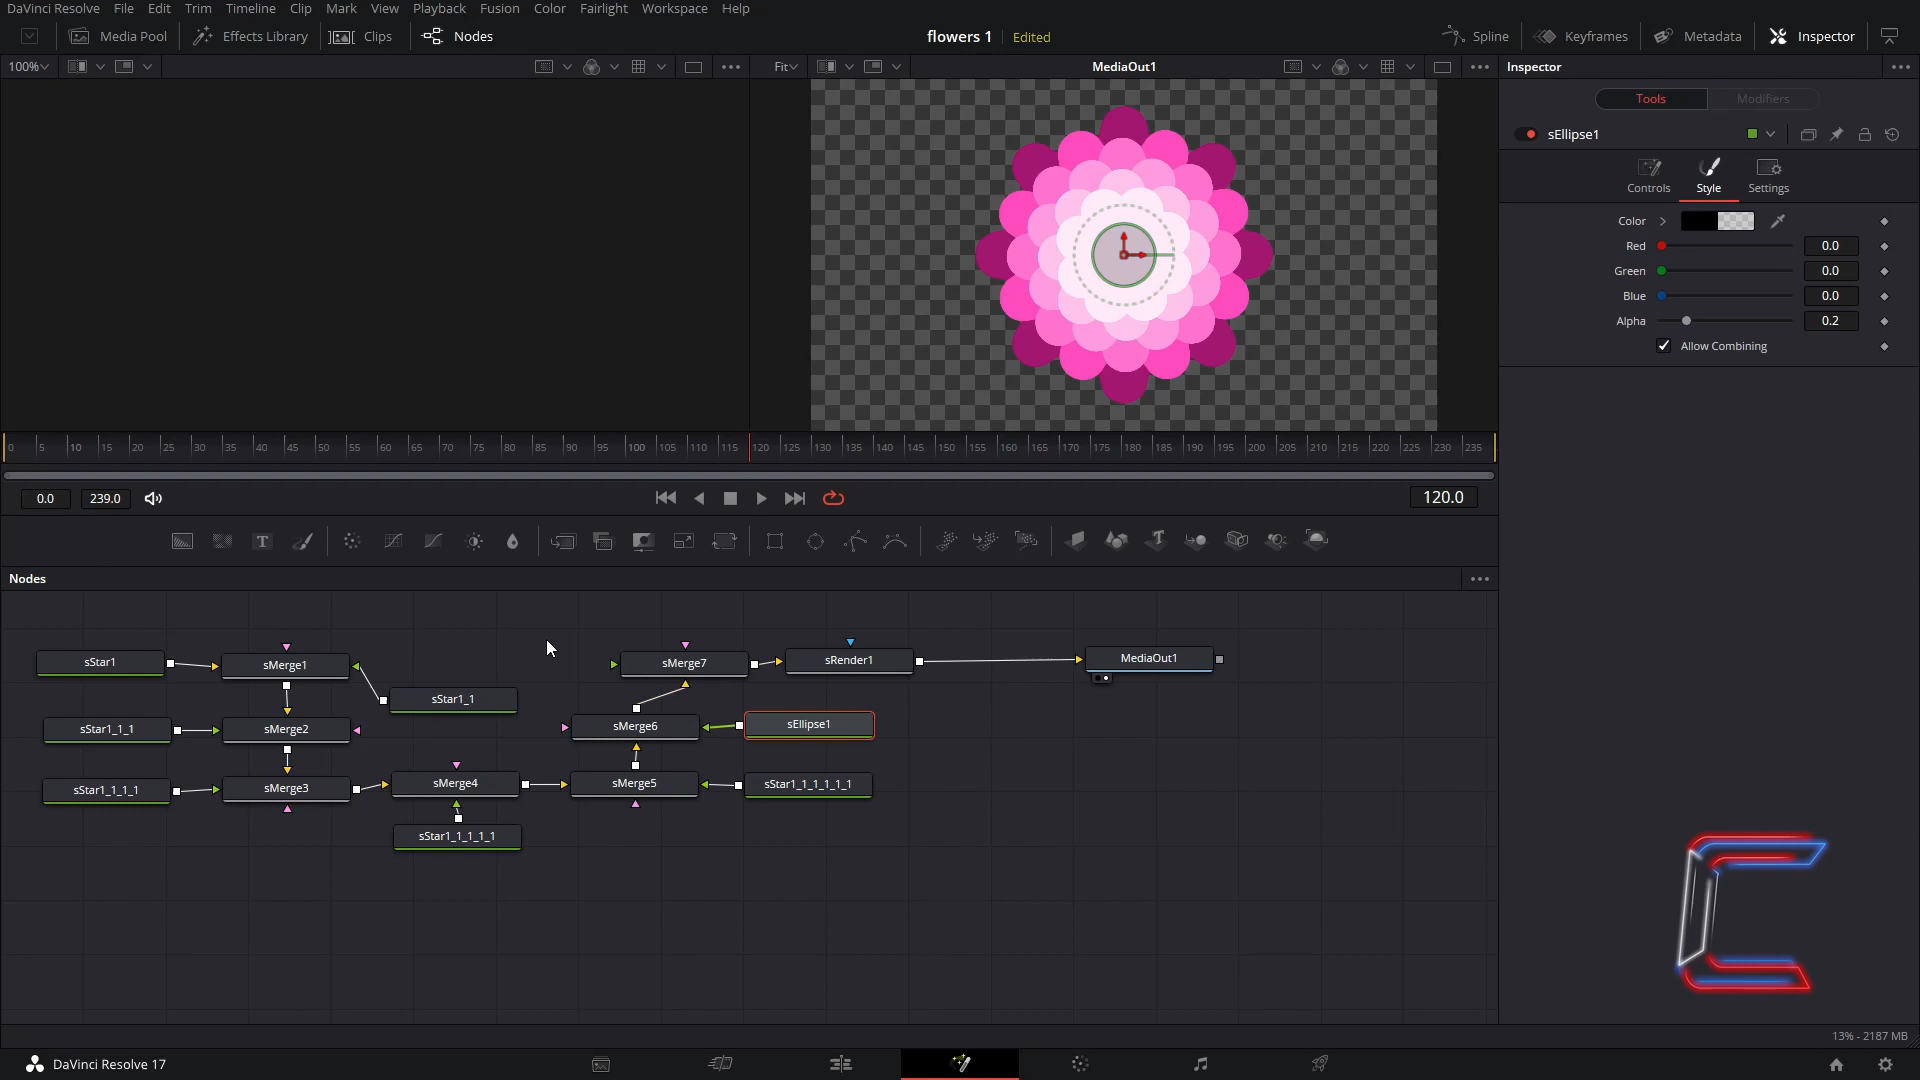 DaVinci Resolve File Edit Trim Timeline Clip Mark View Playback Fusion Color Fairlight Workspace Help
Media Pool Effects Library Clips Nodes flowers 1 Edited Spline Keyframes Metadata Inspector
100% Fit MediaOut1 Inspector
Tools Modifiers
sEllipse1
Controls Style Settings
Color
Red 0.0
Green 0.0
Blue 0.0
Alpha 0.2
Allow Combining
0 5 10 15 20 25 30 35 40 45 50 55 60 65 70 75 80 85 90 95 100 105 110 115 120 125 130 135 140 145 150 155 160 165 170 175 180 185 190 195 200 205 210 215 220 225 230 235
0.0 239.0 120.0
T T
Nodes
sStar1 sMerge1 sMerge7 sRender1 MediaOut1
sStar1_1
sStar1_1_1 sMerge2 sMerge6 sEllipse1
sStar1_1_1_1 sMerge3 sMerge4 sMerge5 sStar1_1_1_1_1_1
sStar1_1_1_1_1
13% - 2187 MB
DaVinci Resolve 17